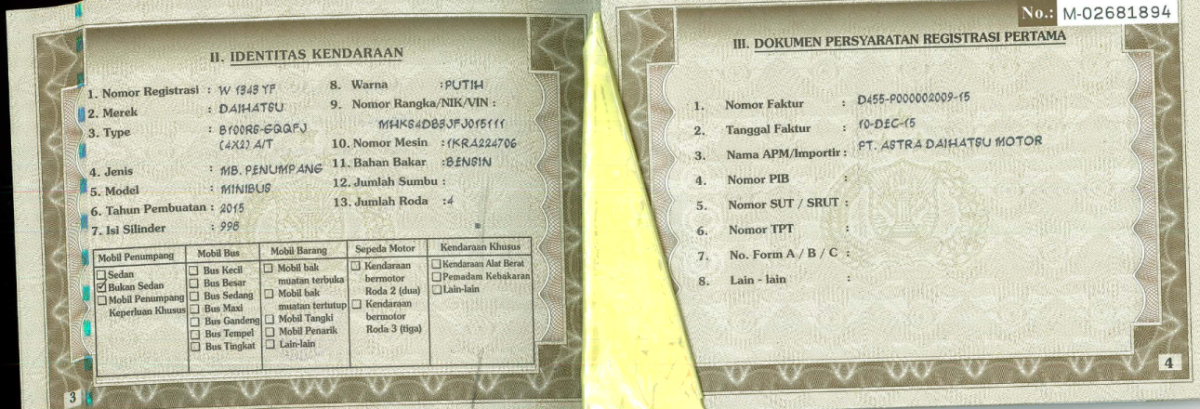 II. IDENTITAS KENDARAAN
1. Nomor Registrasi : W 1343 YF
2. Merek : DAIHATSU
3. Type : B100RS-GQQFJ
(4X2) A/T
4. Jenis : MB. PENUMPANG
5. Model : MINIBUS
6. Tahun Pembuatan : 2015
7. Isi Silinder : 998
8. Warna : PUTIH
9. Nomor Rangka/NIK/VIN :
MHKS4DB3JFJ015111
10. Nomor Mesin : 1KRA224706
11. Bahan Bakar : BENSIN
12. Jumlah Sumbu :
13. Jumlah Roda : 4
Mobil Penumpang
Sedan
Bukan Sedan
Mobil Penumpang
Keperluan Khusus
Mobil Bus
Bus Kecil
Bus Besar
Bus Sedang
Bus Maxi
Bus Gandeng
Bus Tempel
Bus Tingkat
Mobil Barang
Mobil bak
muatan terbuka
Mobil bak
muatan tertutup
Mobil Tangki
Mobil Penarik
Lain-lain
Sepeda Motor
Kendaraan
bermotor
Roda 2 (dua)
Kendaraan
bermotor
Roda 3 (tiga)
Kendaraan Khusus
Kendaraan Alat Berat
Pemadam Kebakaran
Lain-lain
3
No.: M-02681894
III. DOKUMEN PERSYARATAN REGISTRASI PERTAMA
1. Nomor Faktur : D455-P000002009-15
2. Tanggal Faktur : 10-DEC-15
3. Nama APM/Importir : PT. ASTRA DAIHATSU MOTOR
4. Nomor PIB :
5. Nomor SUT / SRUT :
6. Nomor TPT :
7. No. Form A / B / C :
8. Lain - lain :
4